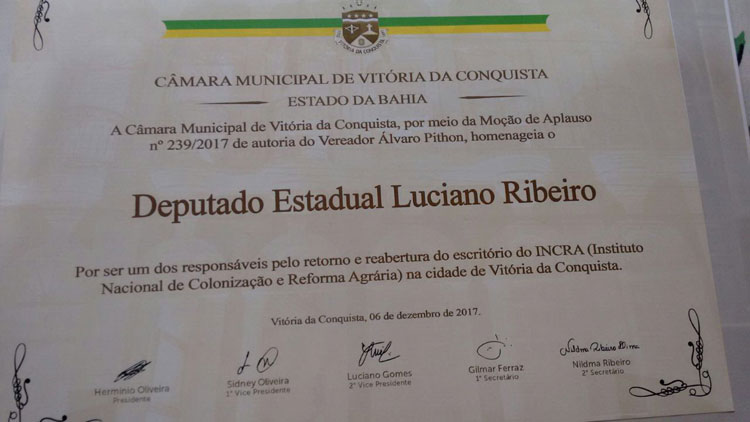 VITÓRIA DA CONQUISTA
CÂMARA MUNICIPAL DE VITÓRIA DA CONQUISTA
ESTADO DA BAHIA
A Câmara Municipal de Vitória da Conquista, por meio da Moção de Aplauso
nº 239/2017 de autoria do Vereador Álvaro Pithon, homenageia o
Deputado Estadual Luciano Ribeiro
Por ser um dos responsáveis pelo retorno e reabertura do escritório do INCRA (Instituto
Nacional de Colonização e Reforma Agrária) na cidade de Vitória da Conquista.
Vitória da Conquista, 06 de dezembro de 2017.
Herminio Oliveira
Presidente
Sidney Oliveira
1° Vice Presidente
Luciano Gomes
2° Vice Presidente
Gilmar Ferraz
1° Secretário
Nildma Ribeiro
2° Secretário